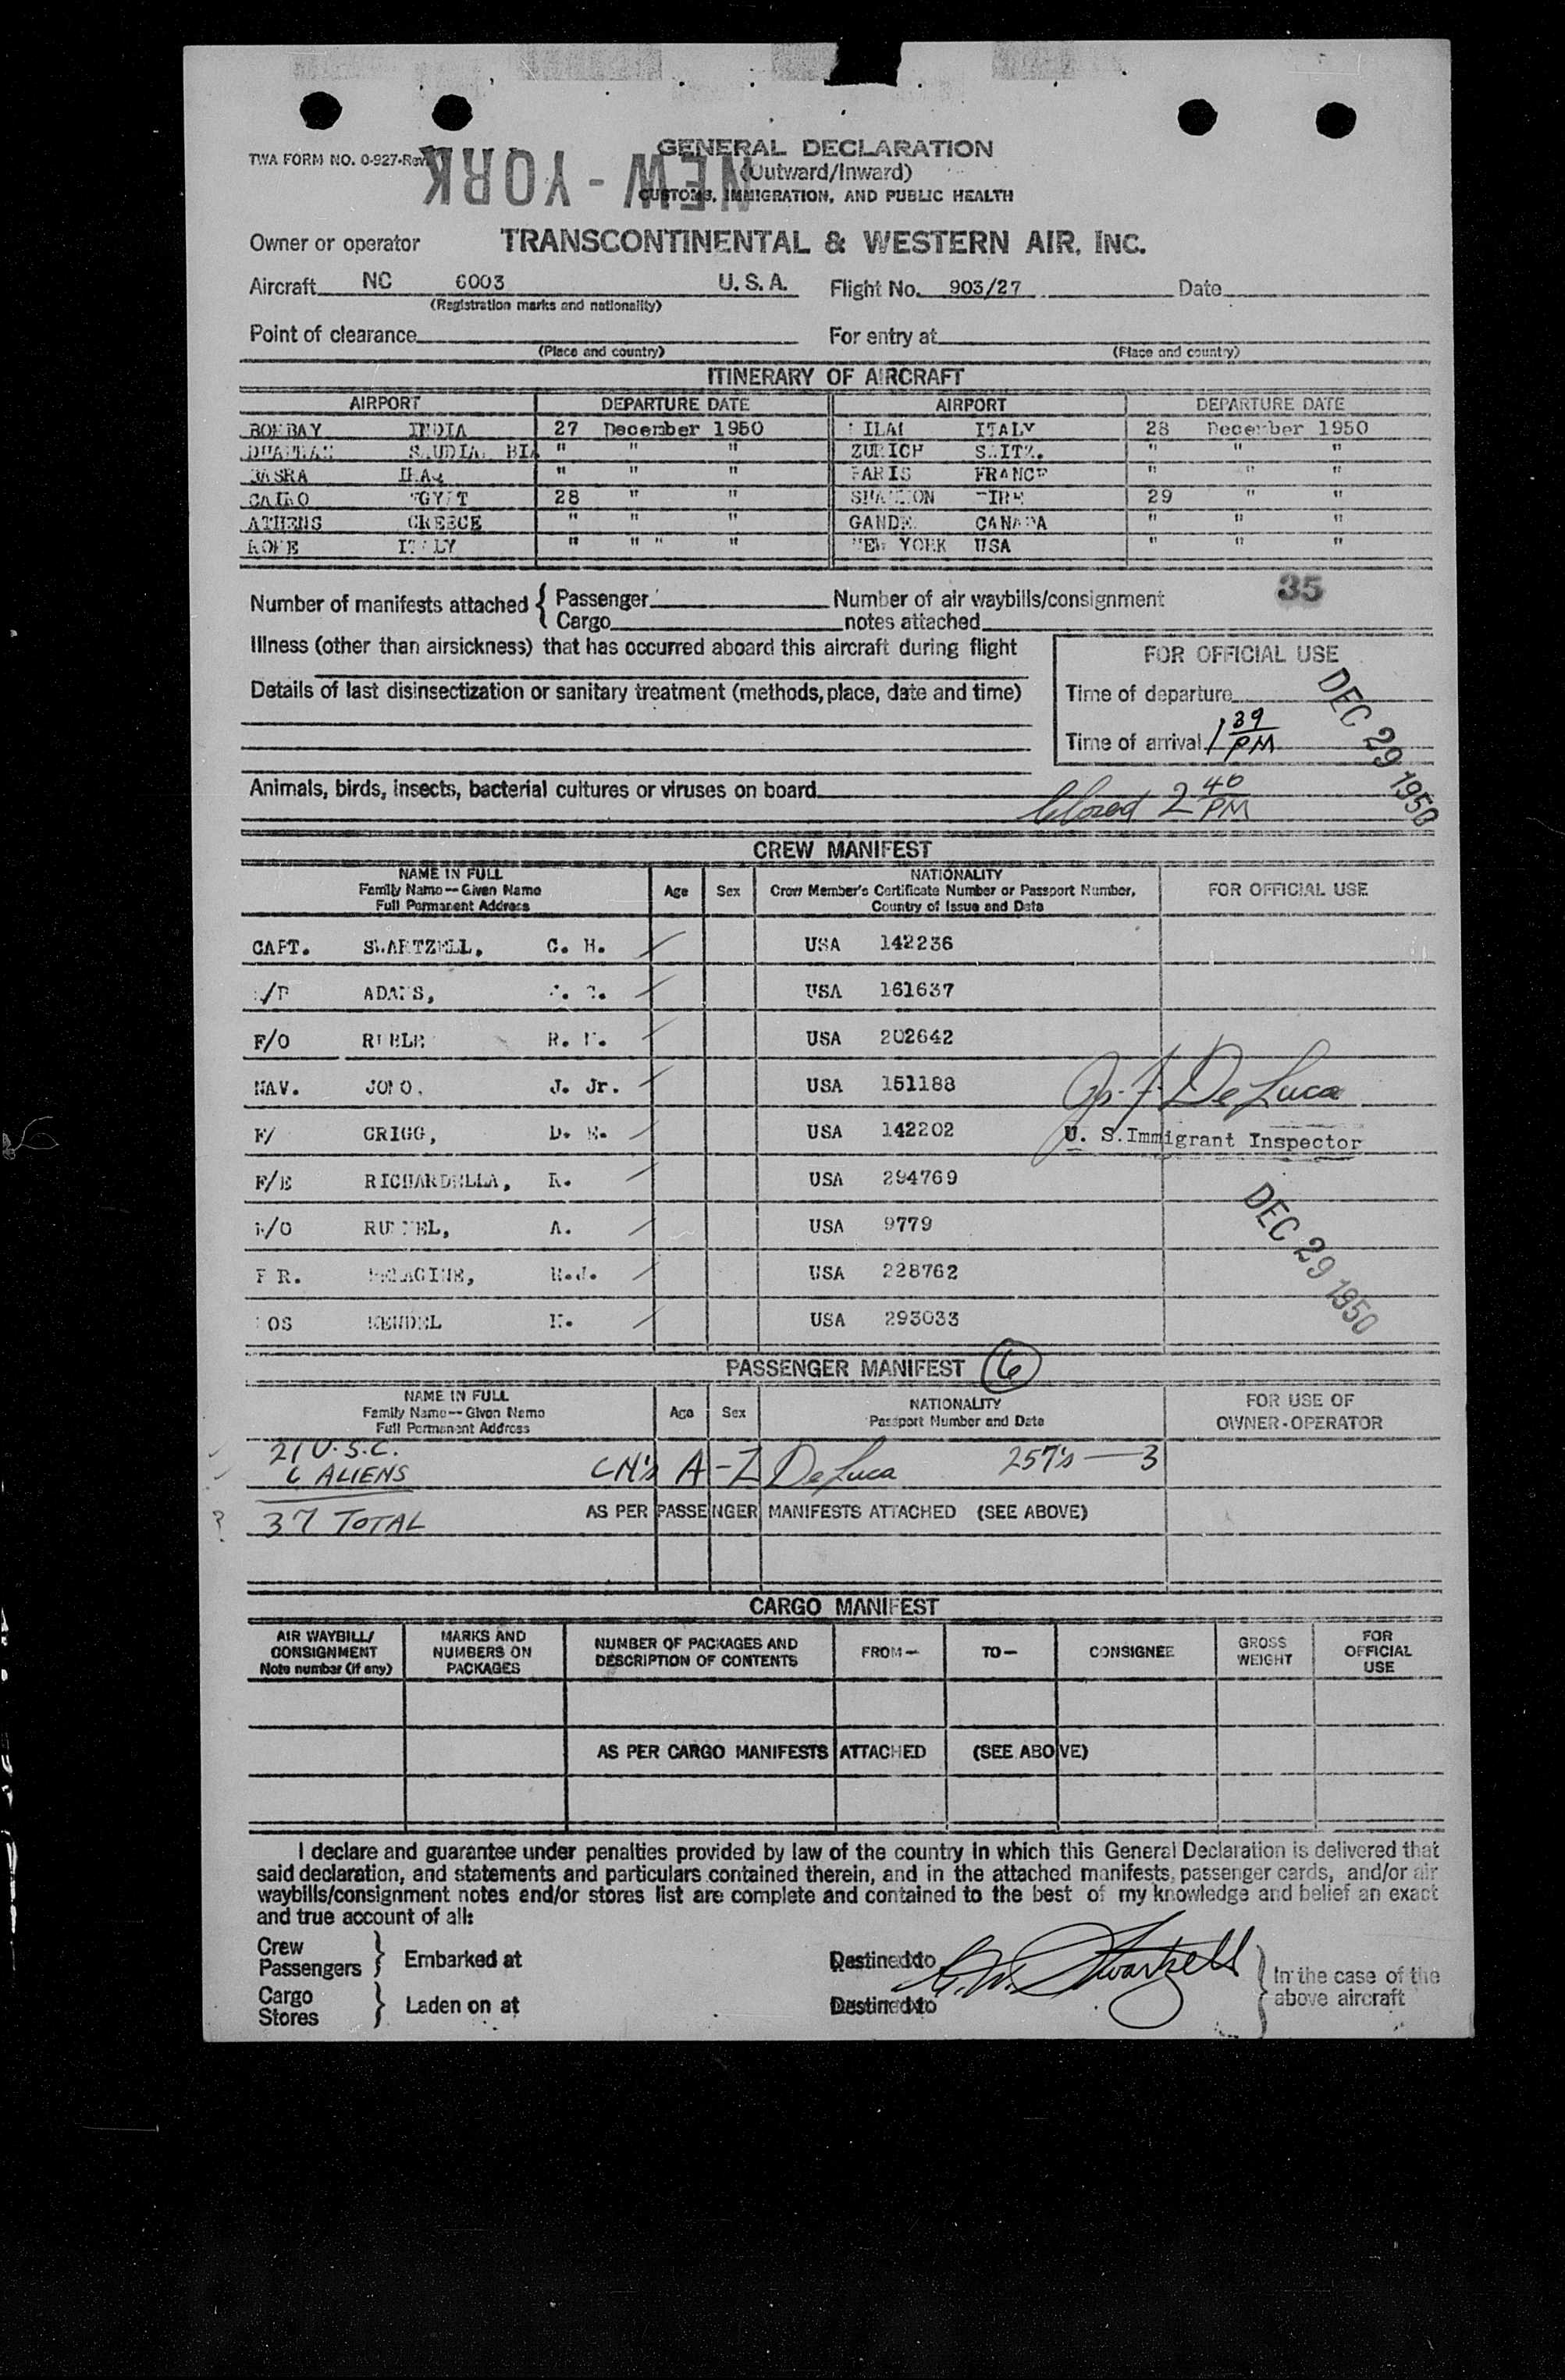 TWA FORM NO. 0-927-Rev.
NEW-YORK
GENERAL DECLARATION
(Outward/Inward)
CUSTOMS, IMMIGRATION, AND PUBLIC HEALTH
Owner or operator TRANSCONTINENTAL & WESTERN AIR, INC.
Aircraft NC 6003 U.S.A. Flight No. 903/27 Date
(Registration marks and nationality)
Point of clearance For entry at
(Place and country) (Place and country)
ITINERARY OF AIRCRAFT
AIRPORT DEPARTURE DATE AIRPORT DEPARTURE DATE
BOMBAY INDIA 27 December 1950 ITALY 28 December 1950
" " " ZURICH " " "
BASRA IRAQ " " " PARIS FRANCE " " "
CAIRO 28 " " 29 " "
ATHENS GREECE " " " CANADA " " "
ROME ITALY " " " " NEW YORK USA " " "
35
Number of manifests attached { Passenger Number of air waybills/consignment
Cargo notes attached
Illness (other than airsickness) that has occurred aboard this aircraft during flight
FOR OFFICIAL USE
Details of last disinsectization or sanitary treatment (methods, place, date and time)
Time of departure
DEC 29 1950
Time of arrival 1 39 PM
Animals, birds, insects, bacterial cultures or viruses on board
Closed 2 40 PM
CREW MANIFEST
NAME IN FULL
Family Name — Given Name
Full Permanent Address
Age Sex
NATIONALITY
Crew Member's Certificate Number or Passport Number,
Country of Issue and Date
FOR OFFICIAL USE
CAPT. SWARTZELL, C. H. USA 142236
ADAMS, USA 161637
F/O R. USA 202642
NAV. J. Jr. USA 151188
F/ GRIGG, D. USA 142202
F/E RICHARDELLA, USA 294769
A. USA 9779
USA 228762
USA 293033
Jos. F. DeLuca
U. S. Immigrant Inspector
DEC 29 1950
PASSENGER MANIFEST 6
NAME IN FULL
Family Name — Given Name
Full Permanent Address
Age Sex
NATIONALITY
Passport Number and Date
FOR USE OF
OWNER-OPERATOR
21 U.S.C.
6 ALIENS CN's A-Z DeLuca 257's — 3
? 37 TOTAL AS PER PASSENGER MANIFESTS ATTACHED (SEE ABOVE)
CARGO MANIFEST
AIR WAYBILL/
CONSIGNMENT
Note number (if any)
MARKS AND
NUMBERS ON
PACKAGES
NUMBER OF PACKAGES AND
DESCRIPTION OF CONTENTS
FROM— TO— CONSIGNEE
GROSS
WEIGHT
FOR
OFFICIAL
USE
AS PER CARGO MANIFESTS ATTACHED (SEE ABOVE)
I declare and guarantee under penalties provided by law of the country in which this General Declaration is delivered that
said declaration, and statements and particulars contained therein, and in the attached manifests, passenger cards, and/or air
waybills/consignment notes and/or stores list are complete and contained to the best of my knowledge and belief an exact
and true account of all:
Crew
Passengers } Embarked at Destined to
Cargo
Stores } Laden on at Destined to
C. H. Swartzell
In the case of the
above aircraft